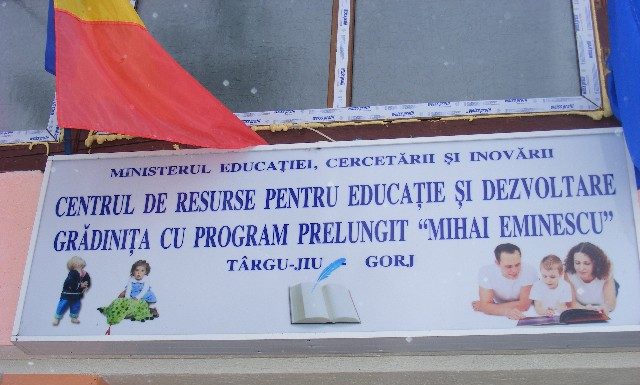 MINISTERUL EDUCAŢIEI, CERCETĂRII ŞI INOVĂRII
CENTRUL DE RESURSE PENTRU EDUCAŢIE ŞI DEZVOLTARE
GRĂDINIŢA CU PROGRAM PRELUNGIT “MIHAI EMINESCU”
TÂRGU-JIU GORJ